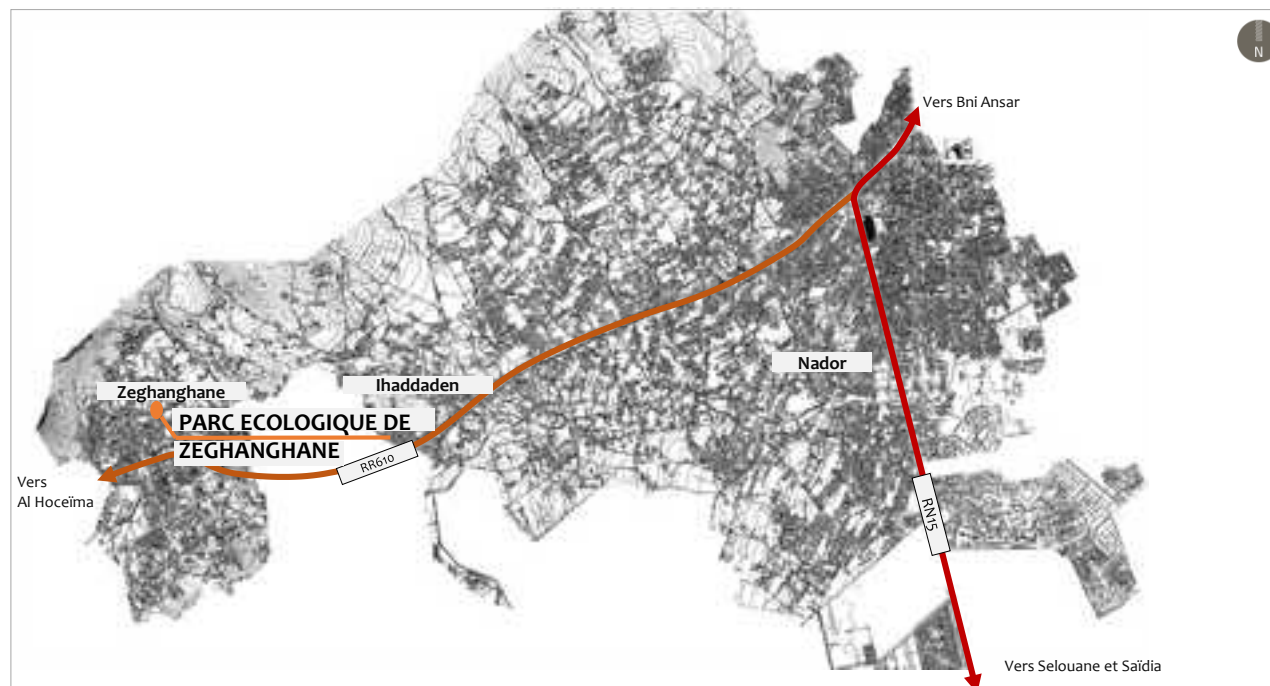 N
Vers Bni Ansar
Nador
Ihaddaden
Zeghanghane
PARC ECOLOGIQUE DE
ZEGHANGHANE
RR610
Vers
Al Hoceïma
RN15
Vers Selouane et Saïdia